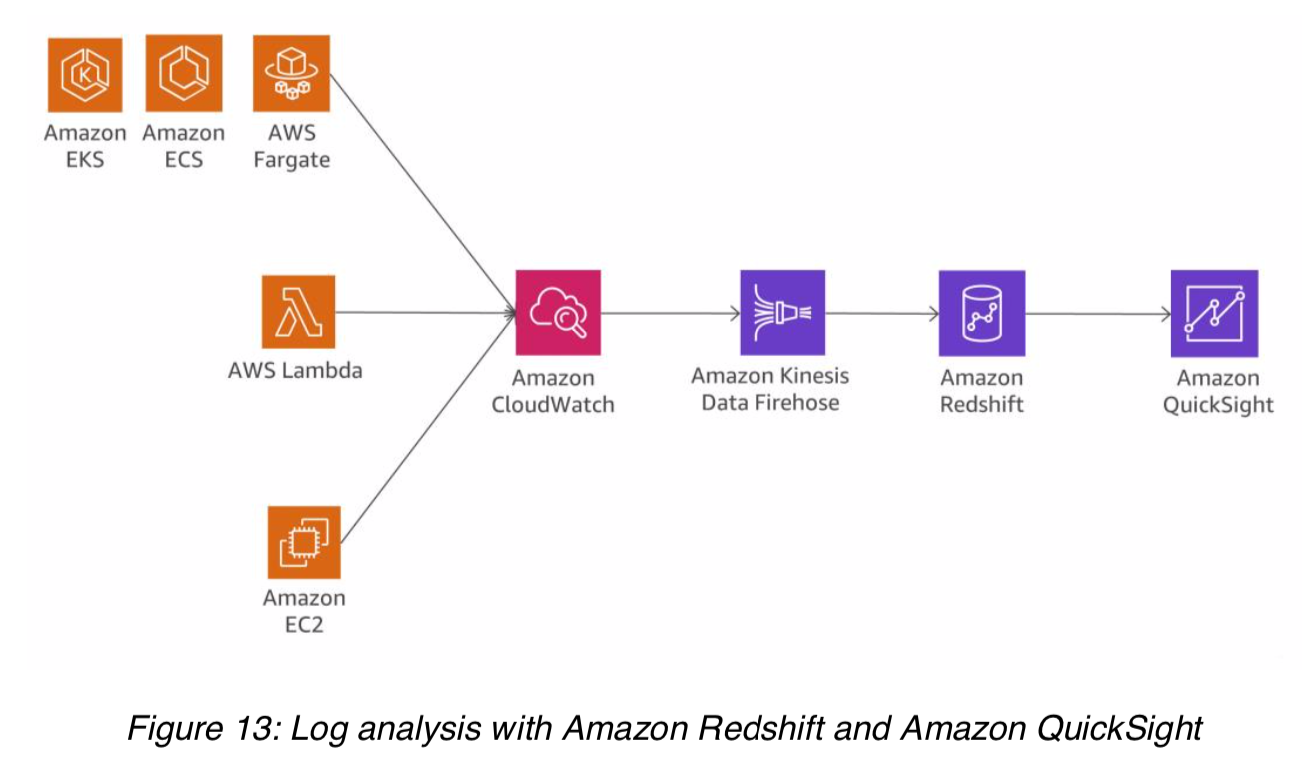 Amazon
EKS
Amazon
ECS
AWS
Fargate
AWS Lambda
Amazon
CloudWatch
Amazon Kinesis
Data Firehose
Amazon
Redshift
Amazon
QuickSight
Amazon
EC2
Figure 13: Log analysis with Amazon Redshift and Amazon QuickSight